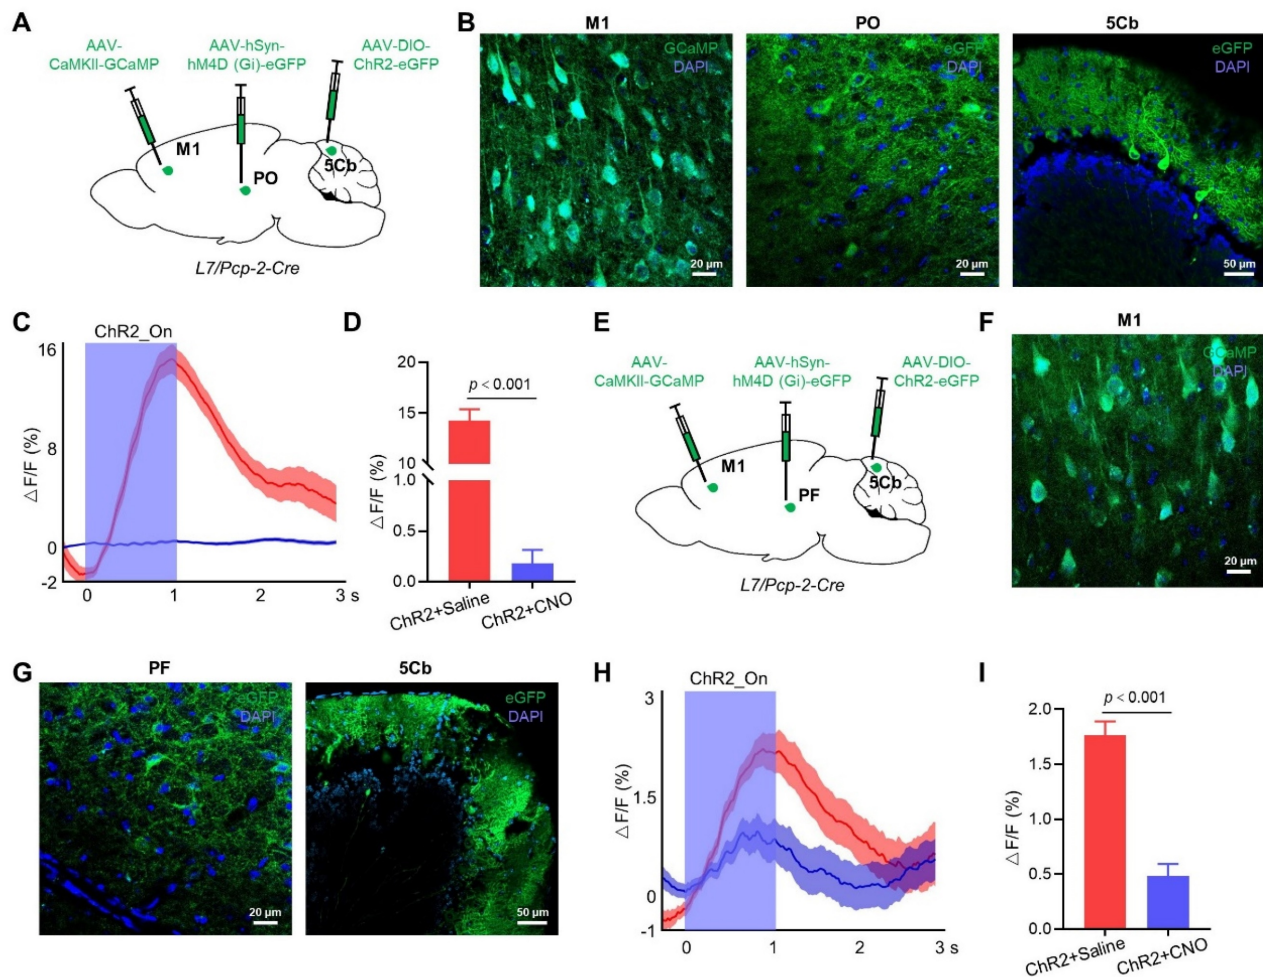 A
AAV-
CaMKII-GCaMP
AAV-hSyn-
hM4D (Gi)-eGFP
AAV-DIO-
ChR2-eGFP
M1
PO
5Cb
L7/Pcp-2-Cre
B
M1
GCaMP
DAPI
20 µm
PO
eGFP
DAPI
20 µm
5Cb
eGFP
DAPI
50 µm
C
ChR2_On
△F/F (%)
16
8
0
-2
0 1 2 3 s
D
△F/F (%)
20
15
10
1.0
0.5
0.0
p < 0.001
ChR2+Saline
ChR2+CNO
E
AAV-
CaMKII-GCaMP
AAV-hSyn-
hM4D (Gi)-eGFP
AAV-DIO-
ChR2-eGFP
M1
PF
5Cb
L7/Pcp-2-Cre
F
M1
GCaMP
DAPI
20 µm
G
PF
eGFP
DAPI
20 µm
5Cb
eGFP
DAPI
50 µm
H
ChR2_On
△F/F (%)
3
1.5
0
-1
0 1 2 3 s
I
△F/F (%)
2.0
1.5
1.0
0.5
0.0
p < 0.001
ChR2+Saline
ChR2+CNO